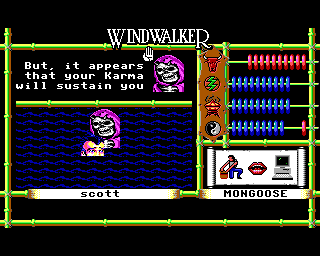 WINDWALKER
But, it appears
that your Karma
will sustain you
scott
MONGOOSE